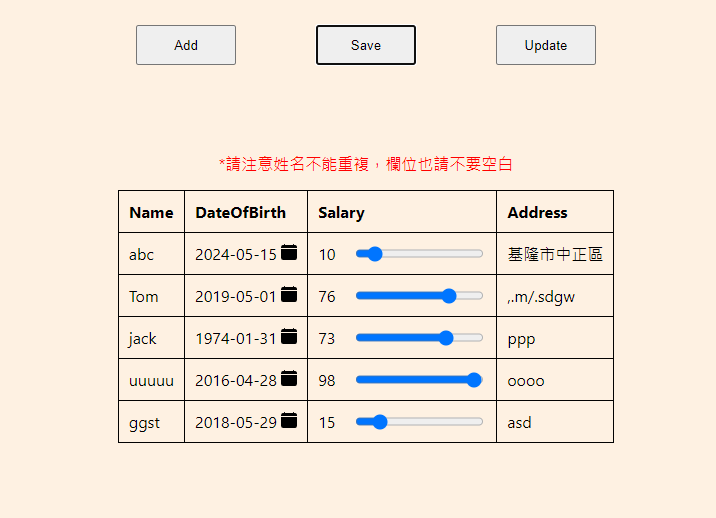 Add Save Update
*請注意姓名不能重複，欄位也請不要空白
Name DateOfBirth Salary Address
abc 2024-05-15 10 基隆市中正區
Tom 2019-05-01 76 ,.m/.sdgw
jack 1974-01-31 73 ppp
uuuuu 2016-04-28 98 oooo
ggst 2018-05-29 15 asd